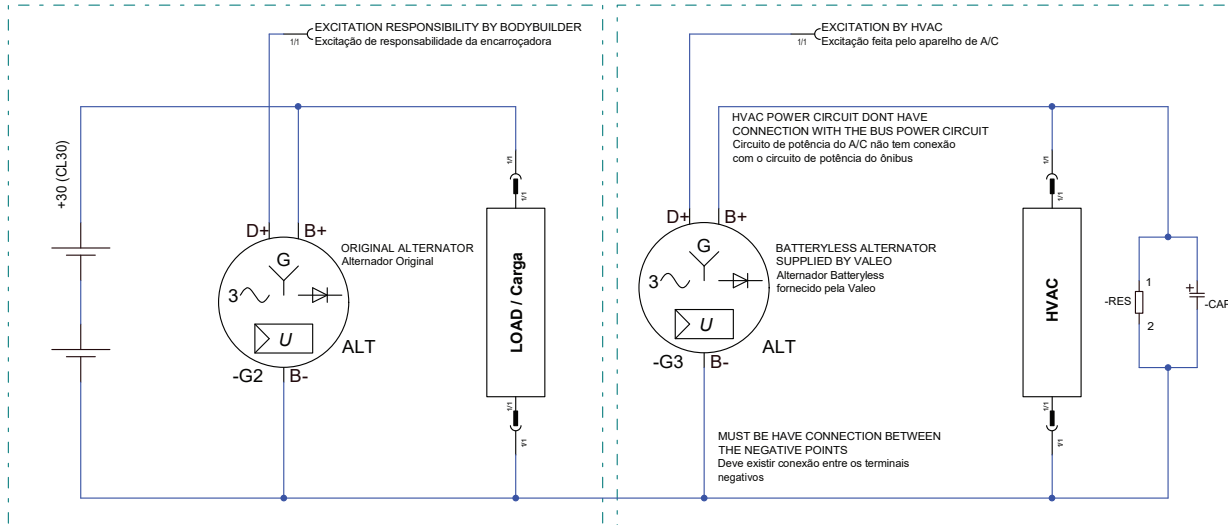 EXCITATION RESPONSIBILITY BY BODYBUILDER
1/1
Excitação de responsabilidade da encarroçadora
+30 (CL30)
D+
B+
G
3
U
ORIGINAL ALTERNATOR
Alternador Original
ALT
-G2
B-
1/1
1/1
LOAD / Carga
1/1
1/1
EXCITATION BY HVAC
1/1
Excitação feita pelo aparelho de A/C
HVAC POWER CIRCUIT DONT HAVE
CONNECTION WITH THE BUS POWER CIRCUIT
Circuito de potência do A/C não tem conexão
com o circuito de potência do ônibus
D+
B+
G
3
U
BATTERYLESS ALTERNATOR
SUPPLIED BY VALEO
Alternador Batteryless
fornecido pela Valeo
ALT
-G3
B-
MUST BE HAVE CONNECTION BETWEEN
THE NEGATIVE POINTS
Deve existir conexão entre os terminais
negativos
1/1
1/1
HVAC
1/1
1/1
-RES
1
2
+
-CAP